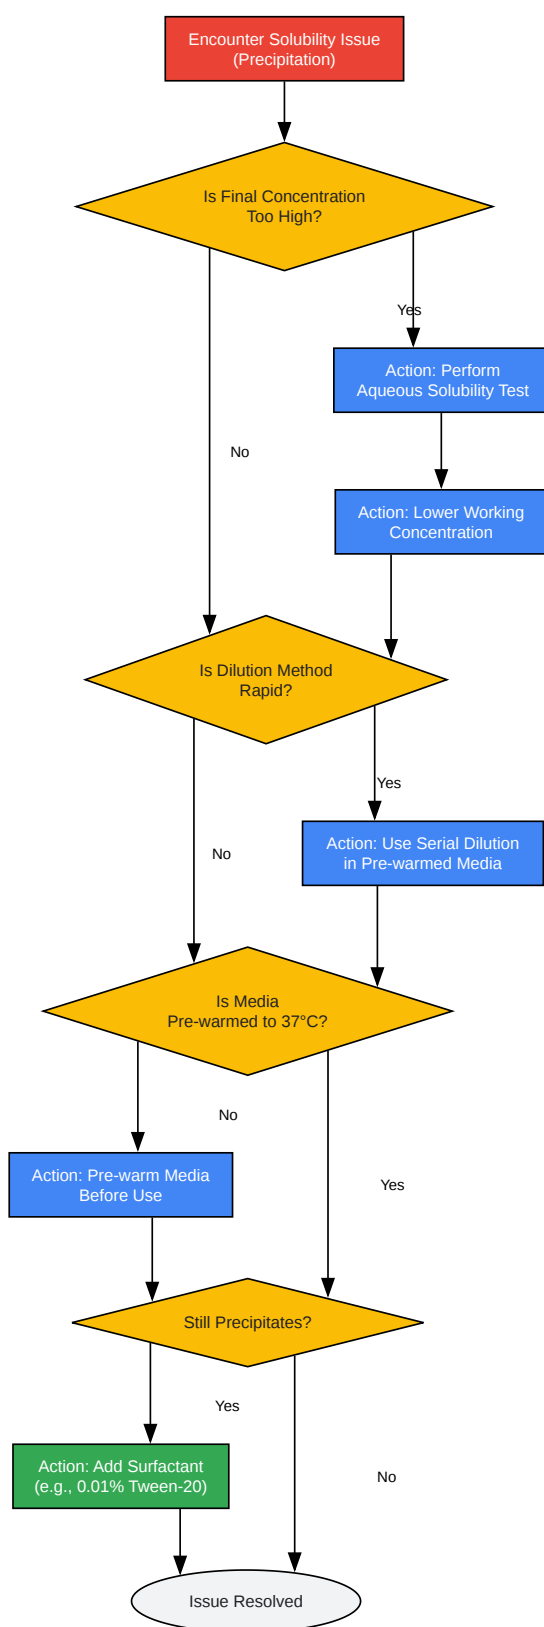 Encounter Solubility Issue
(Precipitation)
Is Final Concentration
Too High?
Yes
Action: Perform
Aqueous Solubility Test
No
Action: Lower Working
Concentration
Is Dilution Method
Rapid?
Yes
Action: Use Serial Dilution
in Pre-warmed Media
No
Is Media
Pre-warmed to 37°C?
No
Action: Pre-warm Media
Before Use
Yes
Still Precipitates?
Yes
Action: Add Surfactant
(e.g., 0.01% Tween-20)
No
Issue Resolved